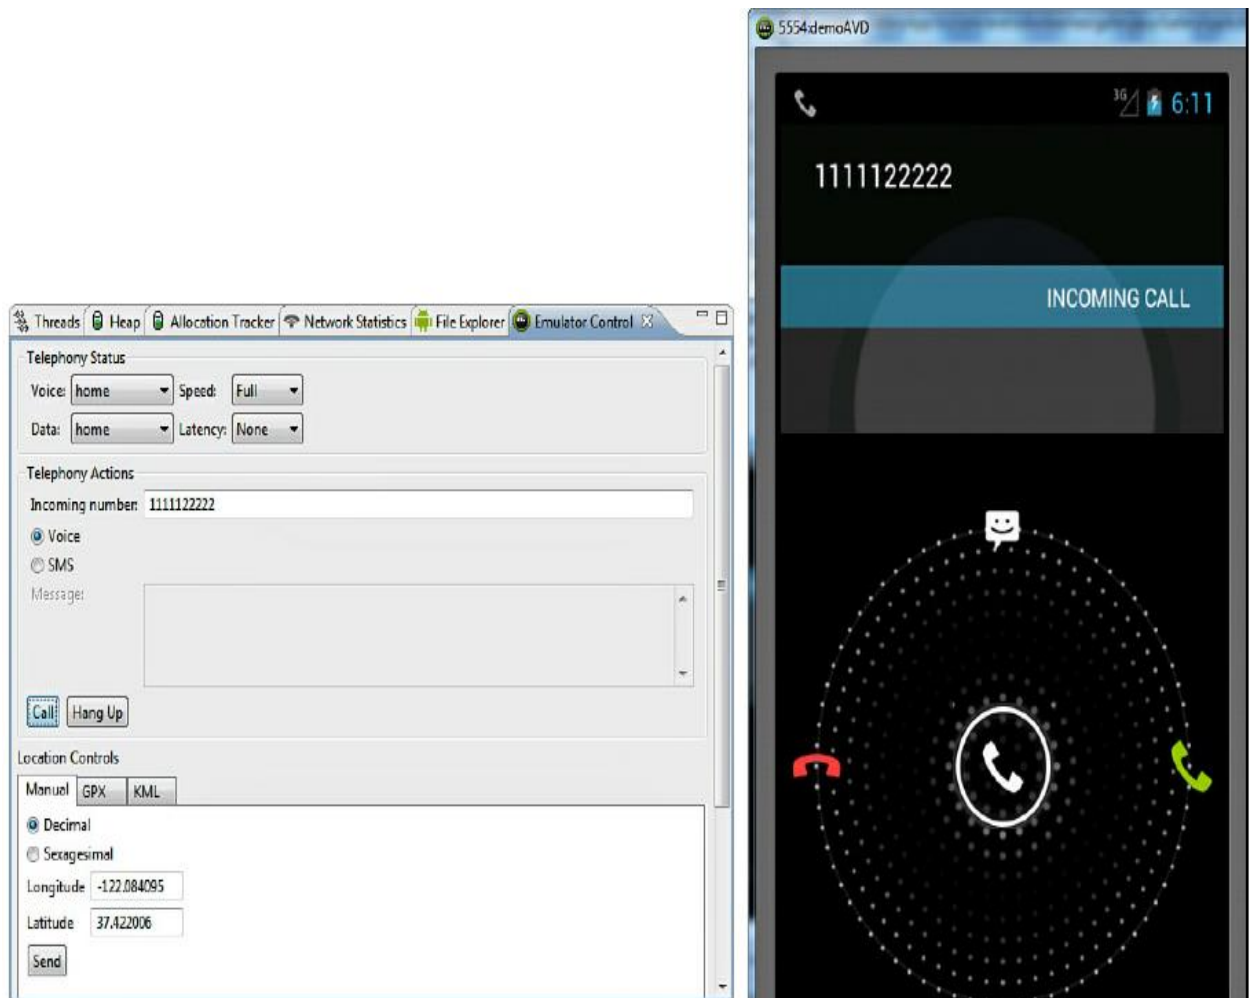 5554:demoAVD
3G 6:11
1111122222
INCOMING CALL
Threads Heap Allocation Tracker Network Statistics File Explorer Emulator Control
Telephony Status
Voice: home Speed: Full
Data: home Latency: None
Telephony Actions
Incoming number: 1111122222
Voice
SMS
Message:
Call Hang Up
Location Controls
Manual GPX KML
Decimal
Sexagesimal
Longitude -122.084095
Latitude 37.422006
Send